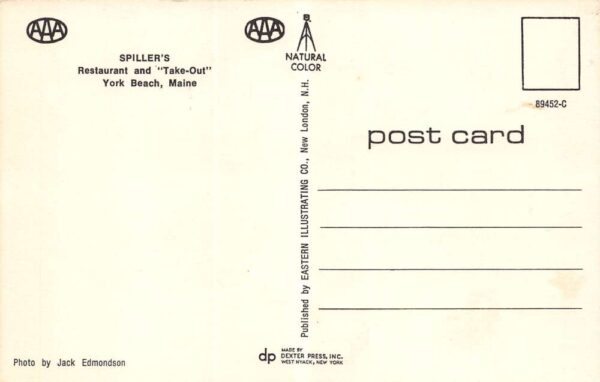 AAA
SPILLER'S
Restaurant and "Take-Out"
York Beach, Maine
Photo by Jack Edmondson
AAA
NATURAL
COLOR
Published by EASTERN ILLUSTRATING CO., New London, N.H.
dp
MADE BY
DEXTER PRESS, INC.
WEST NYACK, NEW YORK
89452-C
post card